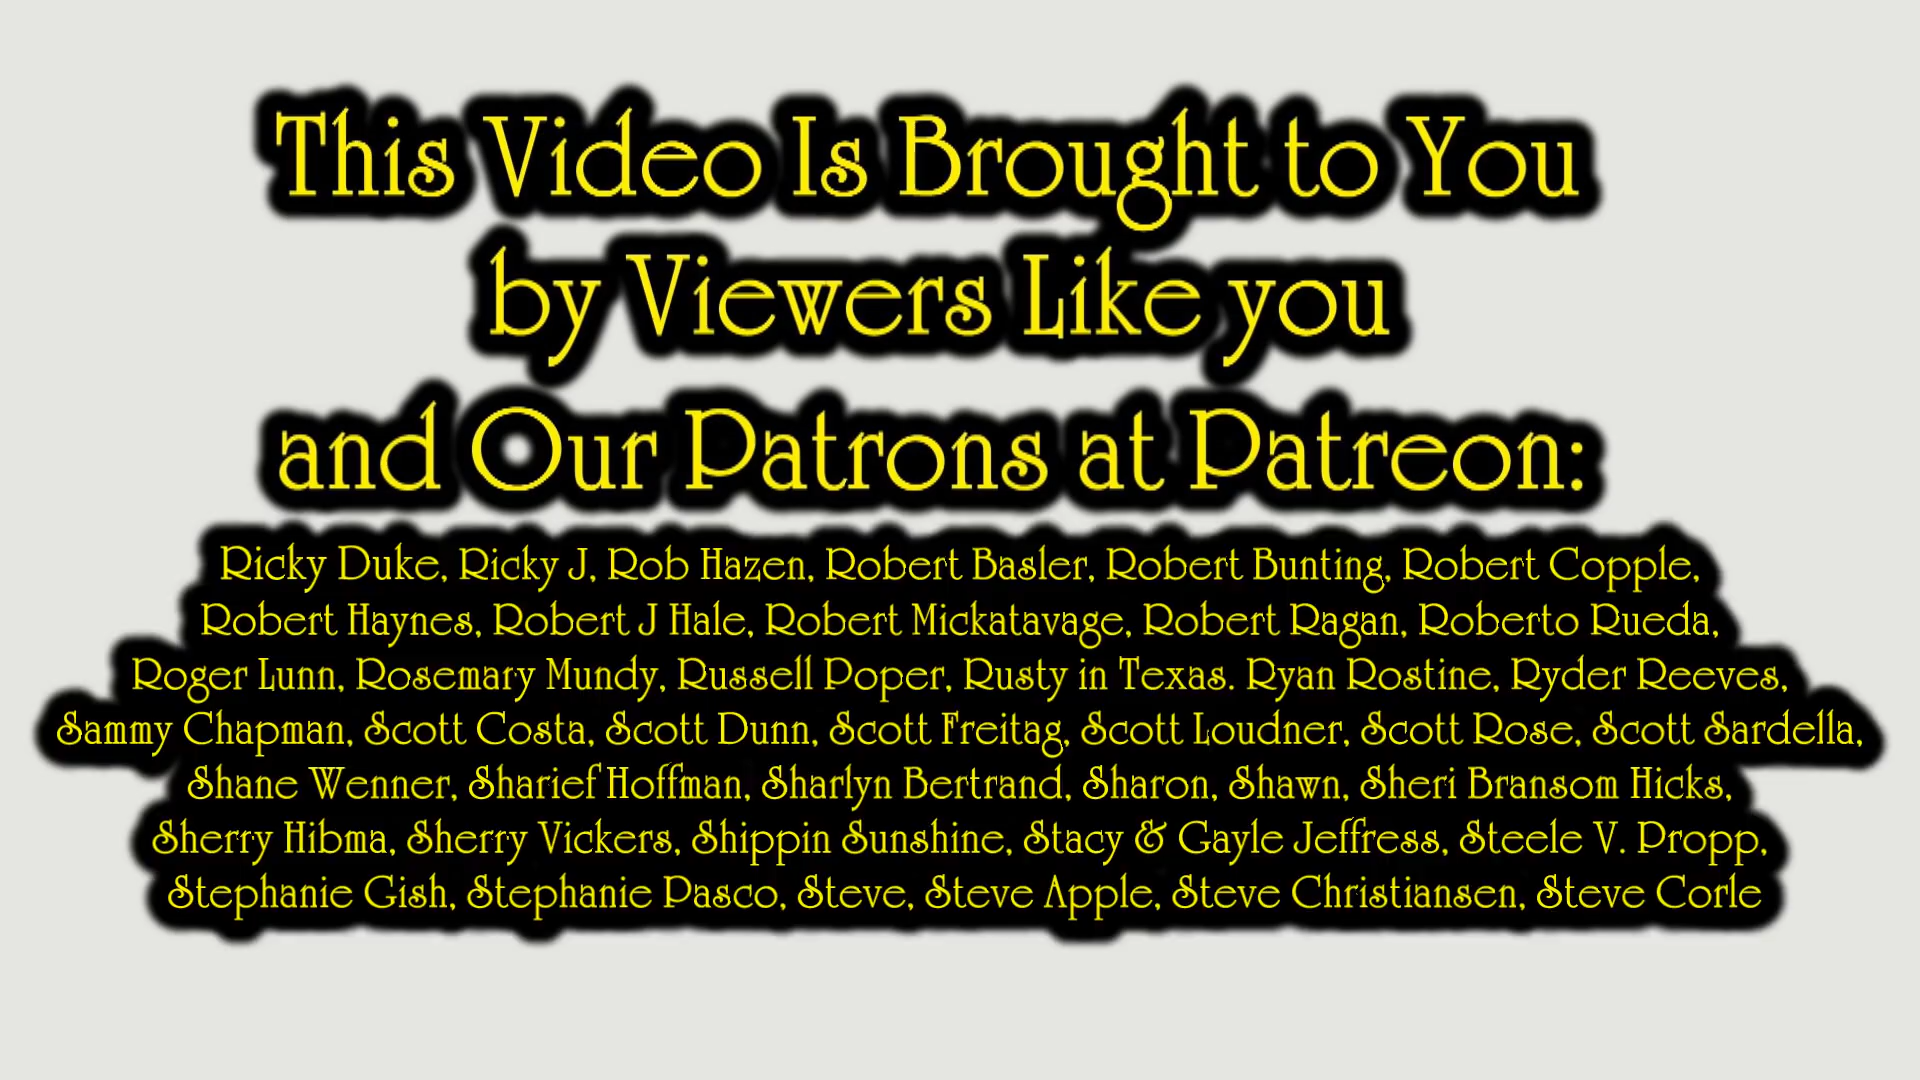 This Video Is Brought to You
by Viewers Like you
and Our Patrons at Patreon:
Ricky Duke, Ricky J, Rob Hazen, Robert Basler, Robert Bunting, Robert Copple,
Robert Haynes, Robert J Hale, Robert Mickatavage, Robert Ragan, Roberto Rueda,
Roger Lunn, Rosemary Mundy, Russell Poper, Rusty in Texas. Ryan Rostine, Ryder Reeves,
Sammy Chapman, Scott Costa, Scott Dunn, Scott Freitag, Scott Loudner, Scott Rose, Scott Sardella,
Shane Wenner, Sharief Hoffman, Sharlyn Bertrand, Sharon, Shawn, Sheri Bransom Hicks,
Sherry Hibma, Sherry Vickers, Shippin Sunshine, Stacy & Gayle Jeffress, Steele V. Propp,
Stephanie Gish, Stephanie Pasco, Steve, Steve Apple, Steve Christiansen, Steve Corle